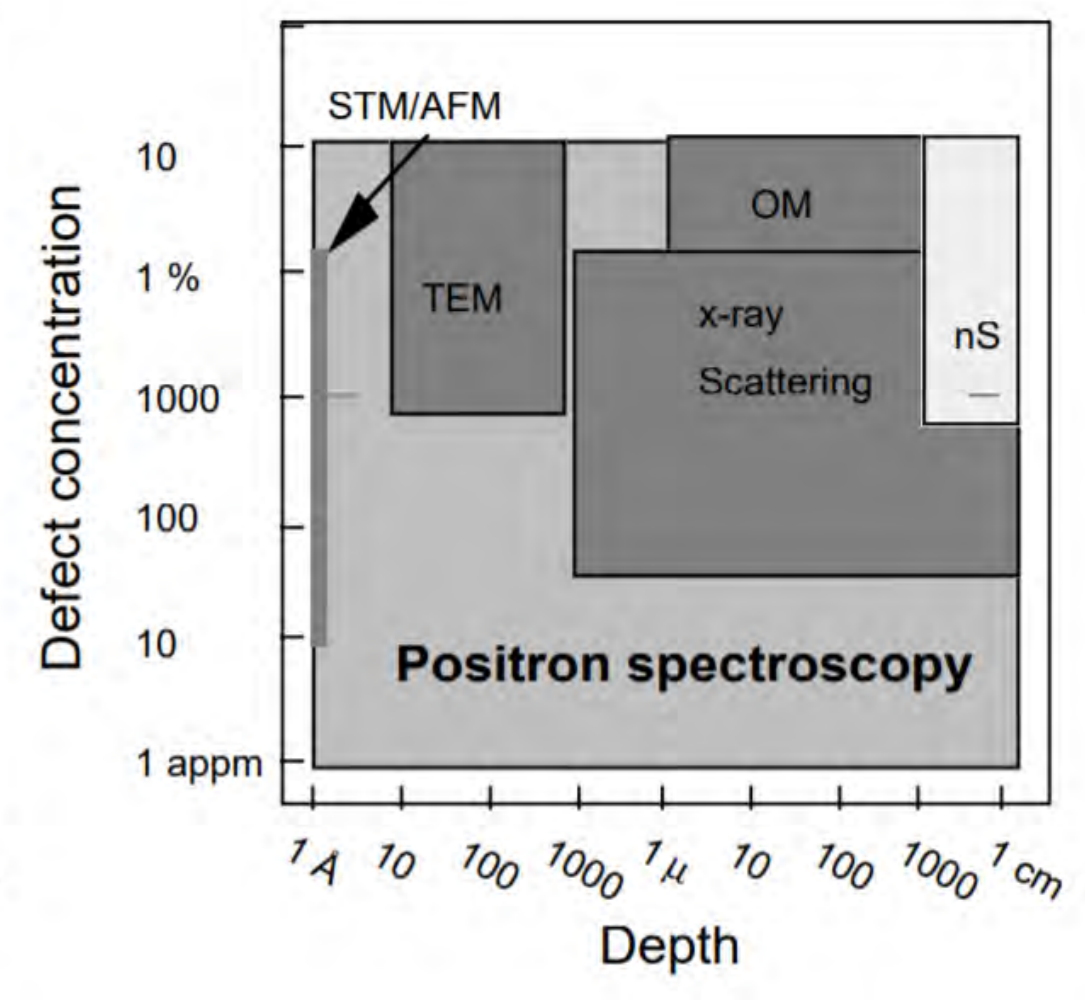 STM/AFM
10
OM
1 %
TEM
x-ray
nS
Scattering
1000
100
10
Positron spectroscopy
1 appm
Defect concentration
1 Å
10
100
1000
1 μ
10
100
1000
1 cm
Depth